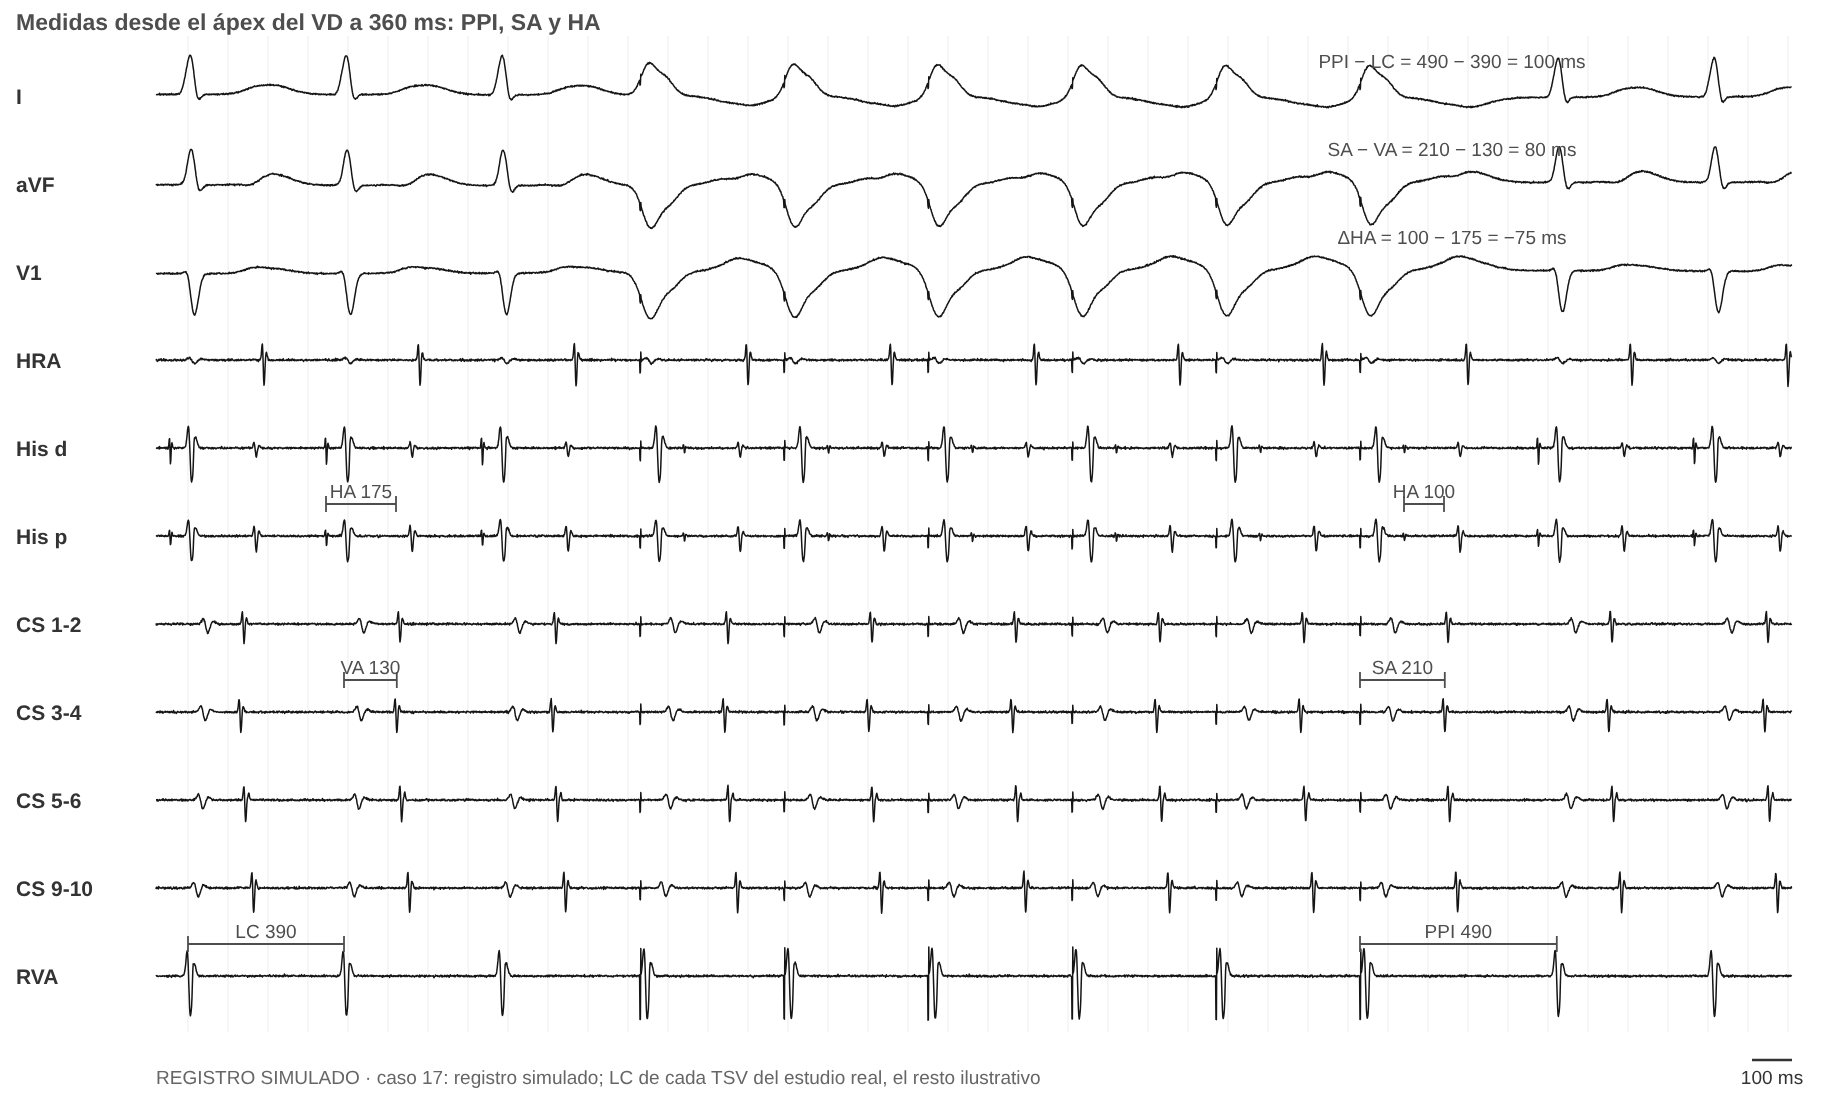 Medidas desde el ápex del VD a 360 ms: PPI, SA y HA
PPI − LC = 490 − 390 = 100 ms
I
SA − VA = 210 − 130 = 80 ms
aVF
ΔHA = 100 − 175 = −75 ms
V1
HRA
His d
HA 175
HA 100
His p
CS 1-2
VA 130
SA 210
CS 3-4
CS 5-6
CS 9-10
LC 390
PPI 490
RVA
REGISTRO SIMULADO · caso 17: registro simulado; LC de cada TSV del estudio real, el resto ilustrativo
100 ms